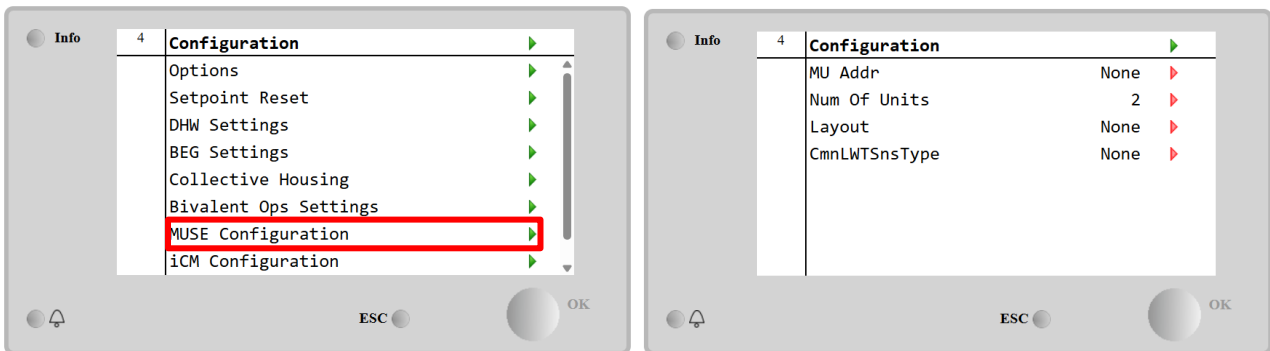 Info
4
Configuration
Options
Setpoint Reset
DHW Settings
BEG Settings
Collective Housing
Bivalent Ops Settings
MUSE Configuration
iCM Configuration
ESC
OK
Info
4
Configuration
MU Addr None
Num Of Units 2
Layout None
CmnLWTSnsType None
ESC
OK